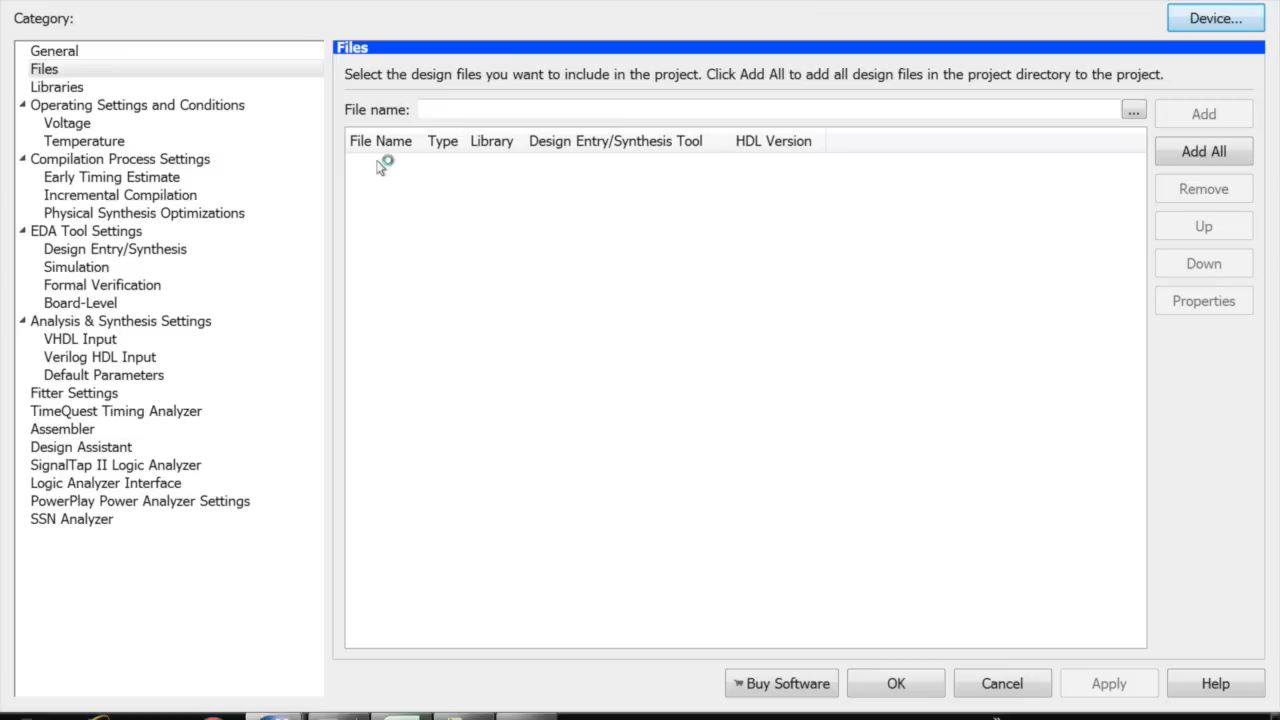 Category:
Device...
General
Files
Libraries
Operating Settings and Conditions
Voltage
Temperature
Compilation Process Settings
Early Timing Estimate
Incremental Compilation
Physical Synthesis Optimizations
EDA Tool Settings
Design Entry/Synthesis
Simulation
Formal Verification
Board-Level
Analysis & Synthesis Settings
VHDL Input
Verilog HDL Input
Default Parameters
Fitter Settings
TimeQuest Timing Analyzer
Assembler
Design Assistant
SignalTap II Logic Analyzer
Logic Analyzer Interface
PowerPlay Power Analyzer Settings
SSN Analyzer
Files
Select the design files you want to include in the project. Click Add All to add all design files in the project directory to the project.
File name:
...
Add
File Name Type Library Design Entry/Synthesis Tool HDL Version
Add All
Remove
Up
Down
Properties
Buy Software
OK
Cancel
Apply
Help